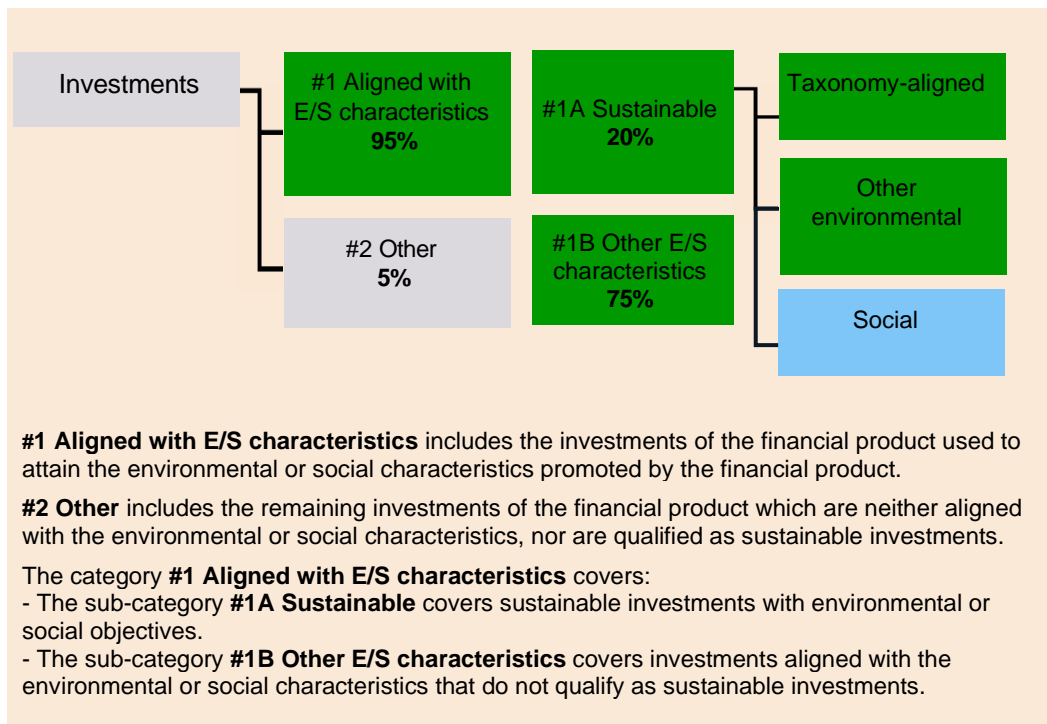 Investments
#1 Aligned with
E/S characteristics
95%
#2 Other
5%
#1A Sustainable
20%
#1B Other E/S
characteristics
75%
Taxonomy-aligned
Other
environmental
Social
#1 Aligned with E/S characteristics includes the investments of the financial product used to
attain the environmental or social characteristics promoted by the financial product.
#2 Other includes the remaining investments of the financial product which are neither aligned
with the environmental or social characteristics, nor are qualified as sustainable investments.
The category #1 Aligned with E/S characteristics covers:
- The sub-category #1A Sustainable covers sustainable investments with environmental or
social objectives.
- The sub-category #1B Other E/S characteristics covers investments aligned with the
environmental or social characteristics that do not qualify as sustainable investments.